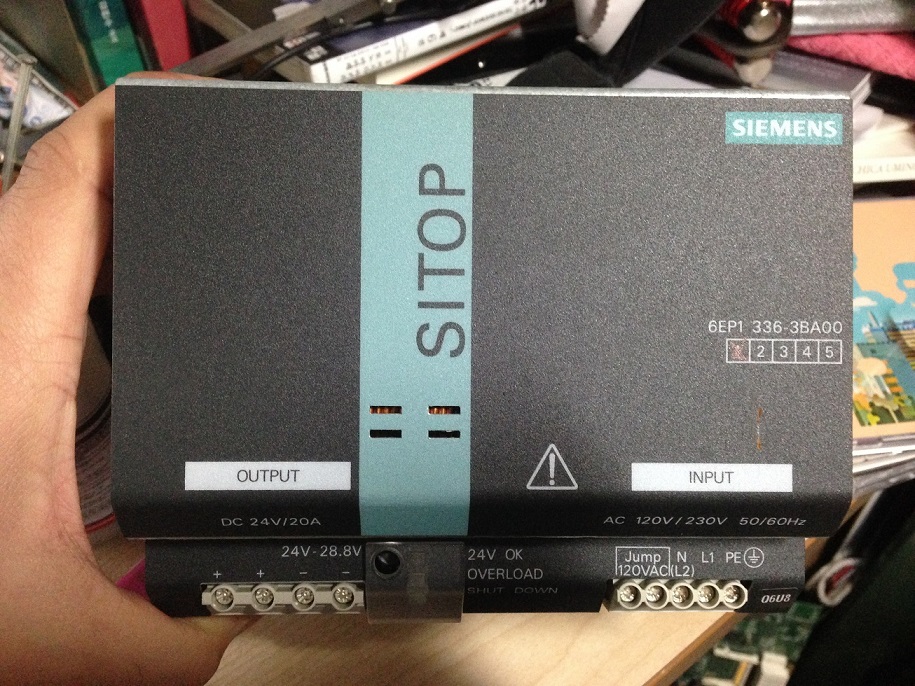 SIEMENS
SITOP
6EP1 336-3BA00
2 3 4 5
OUTPUT
INPUT
DC 24V/20A
AC 120V/230V 50/60Hz
24V-28.8V
+ + − −
24V OK
OVERLOAD
SHUT DOWN
Jump N L1 PE
120VAC (L2)
06U8